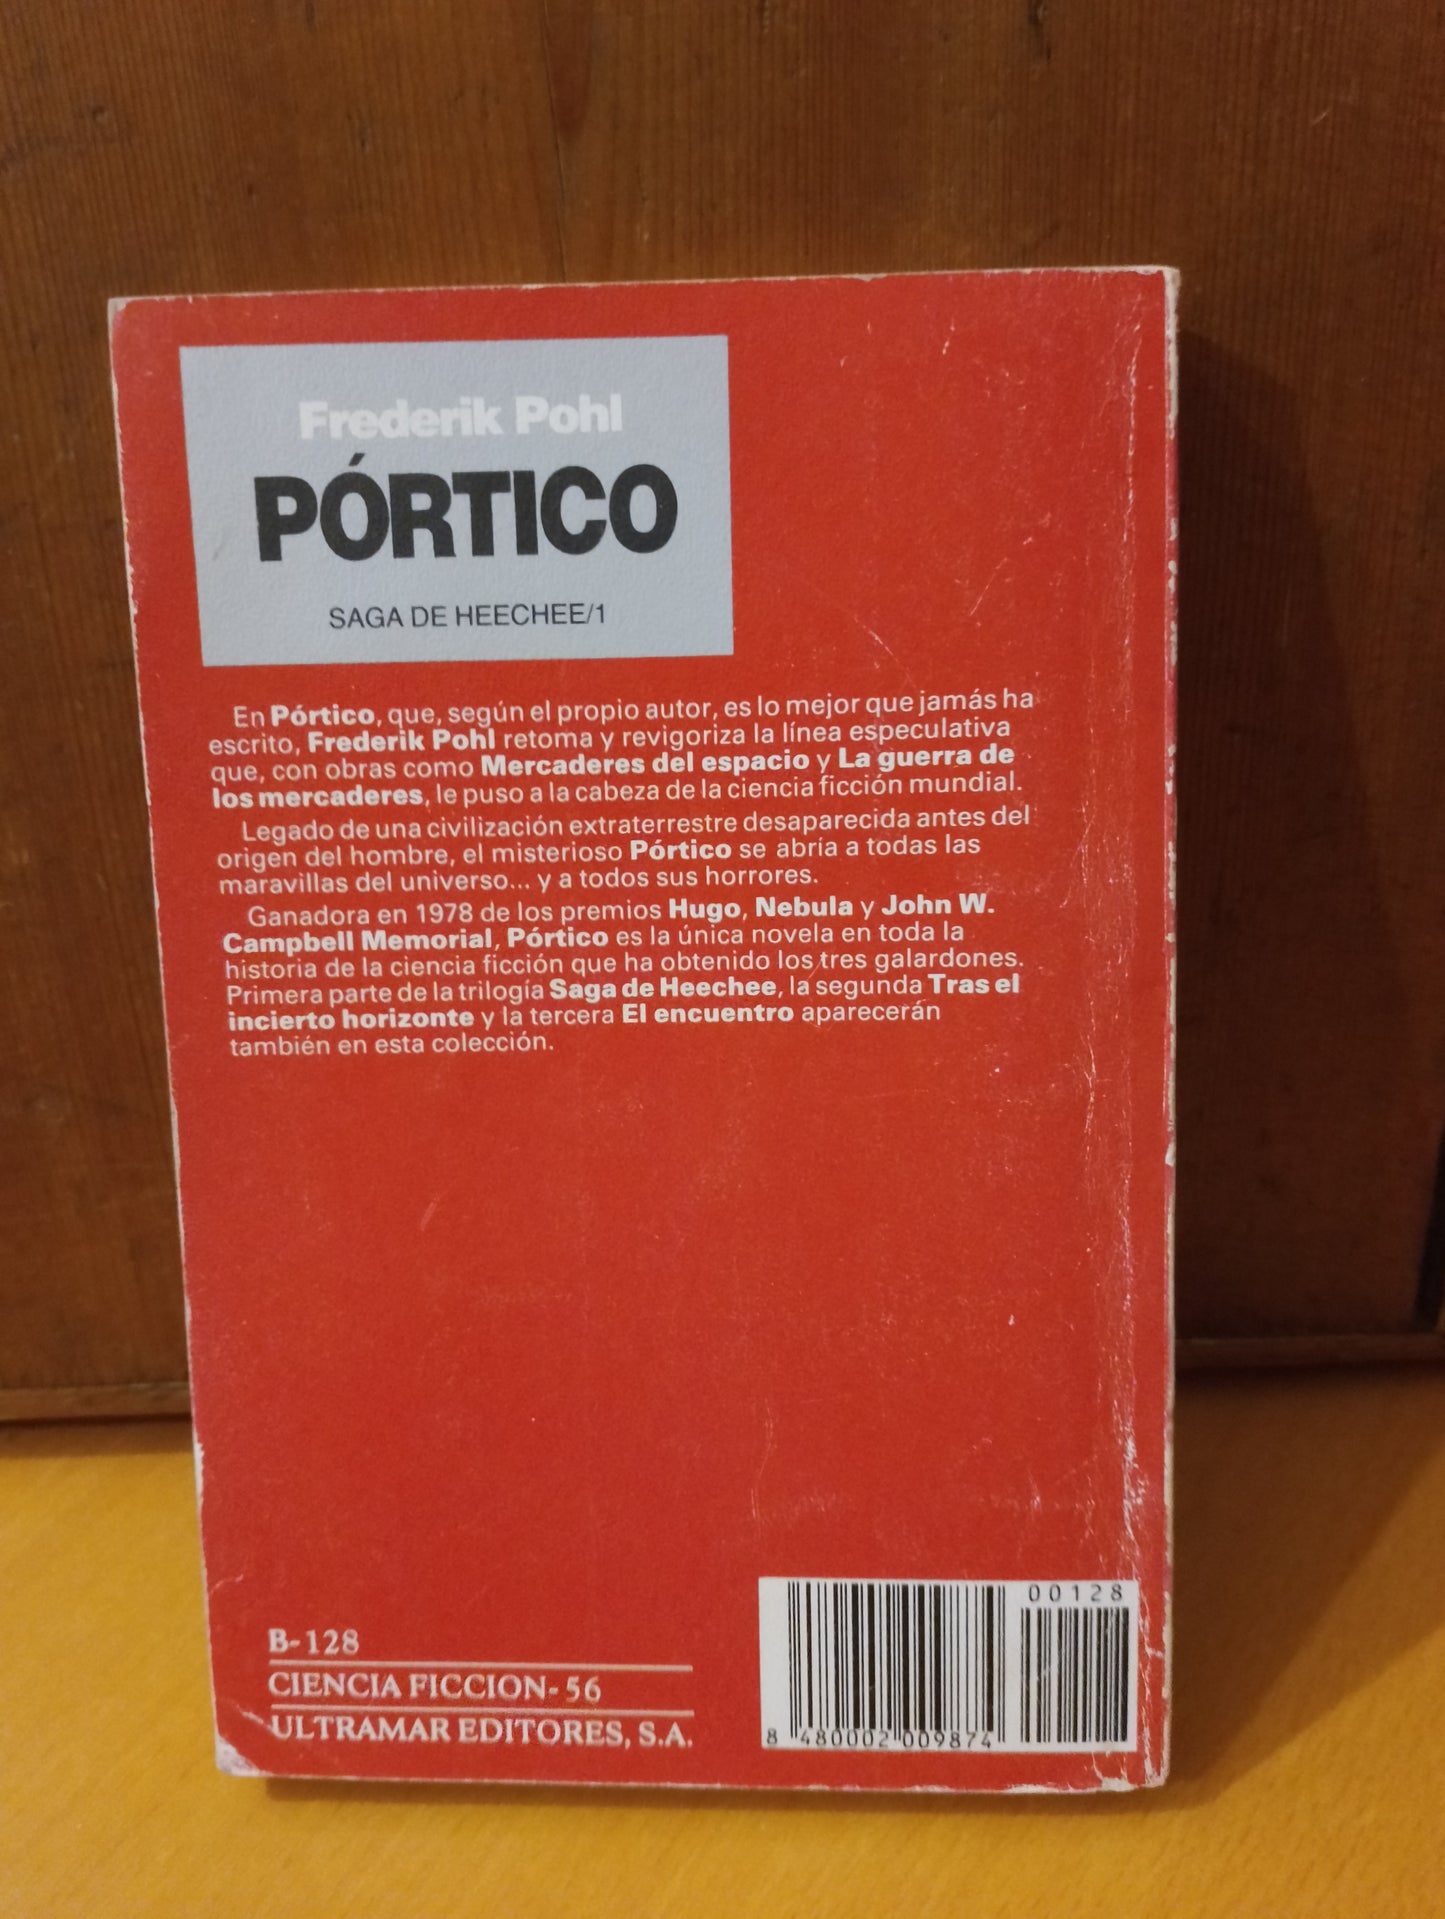 Frederik Pohl
PÓRTICO
SAGA DE HEECHEE/1
En Pórtico, que, según el propio autor, es lo mejor que jamás ha
escrito, Frederik Pohl retoma y revigoriza la línea especulativa
que, con obras como Mercaderes del espacio y La guerra de
los mercaderes, le puso a la cabeza de la ciencia ficción mundial.
Legado de una civilización extraterrestre desaparecida antes del
origen del hombre, el misterioso Pórtico se abría a todas las
maravillas del universo... y a todos sus horrores.
Ganadora en 1978 de los premios Hugo, Nebula y John W.
Campbell Memorial, Pórtico es la única novela en toda la
historia de la ciencia ficción que ha obtenido los tres galardones.
Primera parte de la trilogía Saga de Heechee, la segunda Tras el
incierto horizonte y la tercera El encuentro aparecerán
también en esta colección.
B-128
CIENCIA FICCION- 56
ULTRAMAR EDITORES, S.A.
00128
8 480002 009874